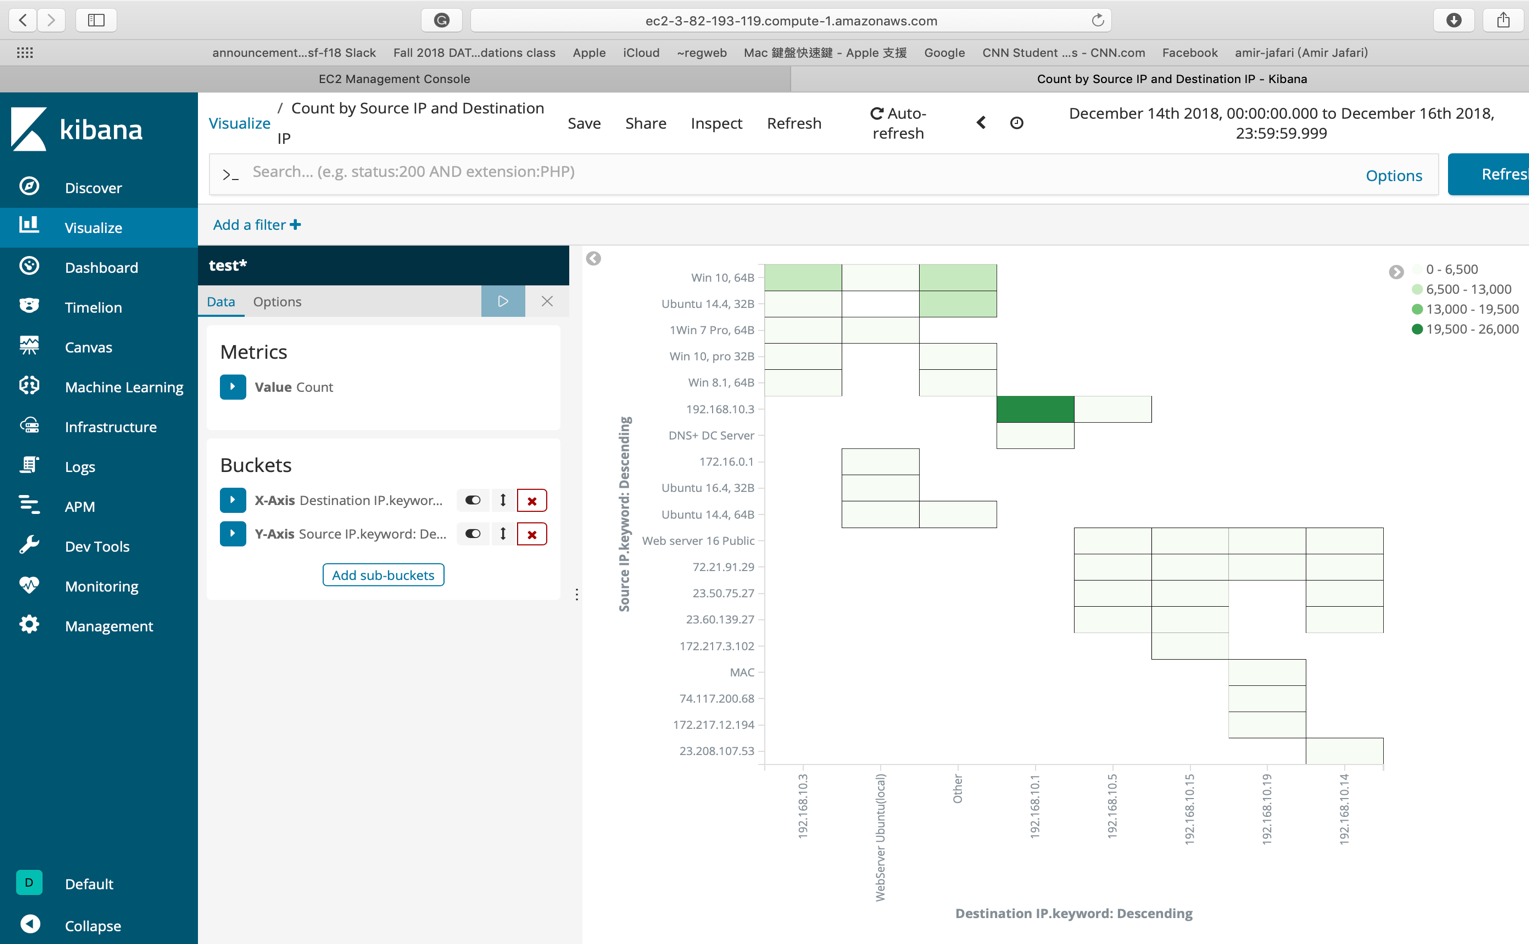 ec2-3-82-193-119.compute-1.amazonaws.com
announcement...sf-f18 Slack Fall 2018 DAT...dations class Apple iCloud ~regweb Mac 鍵盤快速鍵 - Apple 支援 Google CNN Student ...s - CNN.com Facebook amir-jafari (Amir Jafari)
EC2 Management Console
Count by Source IP and Destination IP - Kibana
kibana
Discover
Visualize
Dashboard
Timelion
Canvas
Machine Learning
Infrastructure
Logs
APM
Dev Tools
Monitoring
Management
D Default
Collapse
Visualize / Count by Source IP and Destination
IP
Save Share Inspect Refresh
Auto-
refresh
December 14th 2018, 00:00:00.000 to December 16th 2018,
23:59:59.999
>_ Search... (e.g. status:200 AND extension:PHP)
Options
Refres
Add a filter +
test*
Data Options
Metrics
Value Count
Buckets
X-Axis Destination IP.keywor...
Y-Axis Source IP.keyword: De...
Add sub-buckets
Source IP.keyword: Descending
Win 10, 64B
Ubuntu 14.4, 32B
1Win 7 Pro, 64B
Win 10, pro 32B
Win 8.1, 64B
192.168.10.3
DNS+ DC Server
172.16.0.1
Ubuntu 16.4, 32B
Ubuntu 14.4, 64B
Web server 16 Public
72.21.91.29
23.50.75.27
23.60.139.27
172.217.3.102
MAC
74.117.200.68
172.217.12.194
23.208.107.53
192.168.10.3
WebServer Ubuntu(local)
Other
192.168.10.1
192.168.10.5
192.168.10.15
192.168.10.19
192.168.10.14
Destination IP.keyword: Descending
0 - 6,500
6,500 - 13,000
13,000 - 19,500
19,500 - 26,000